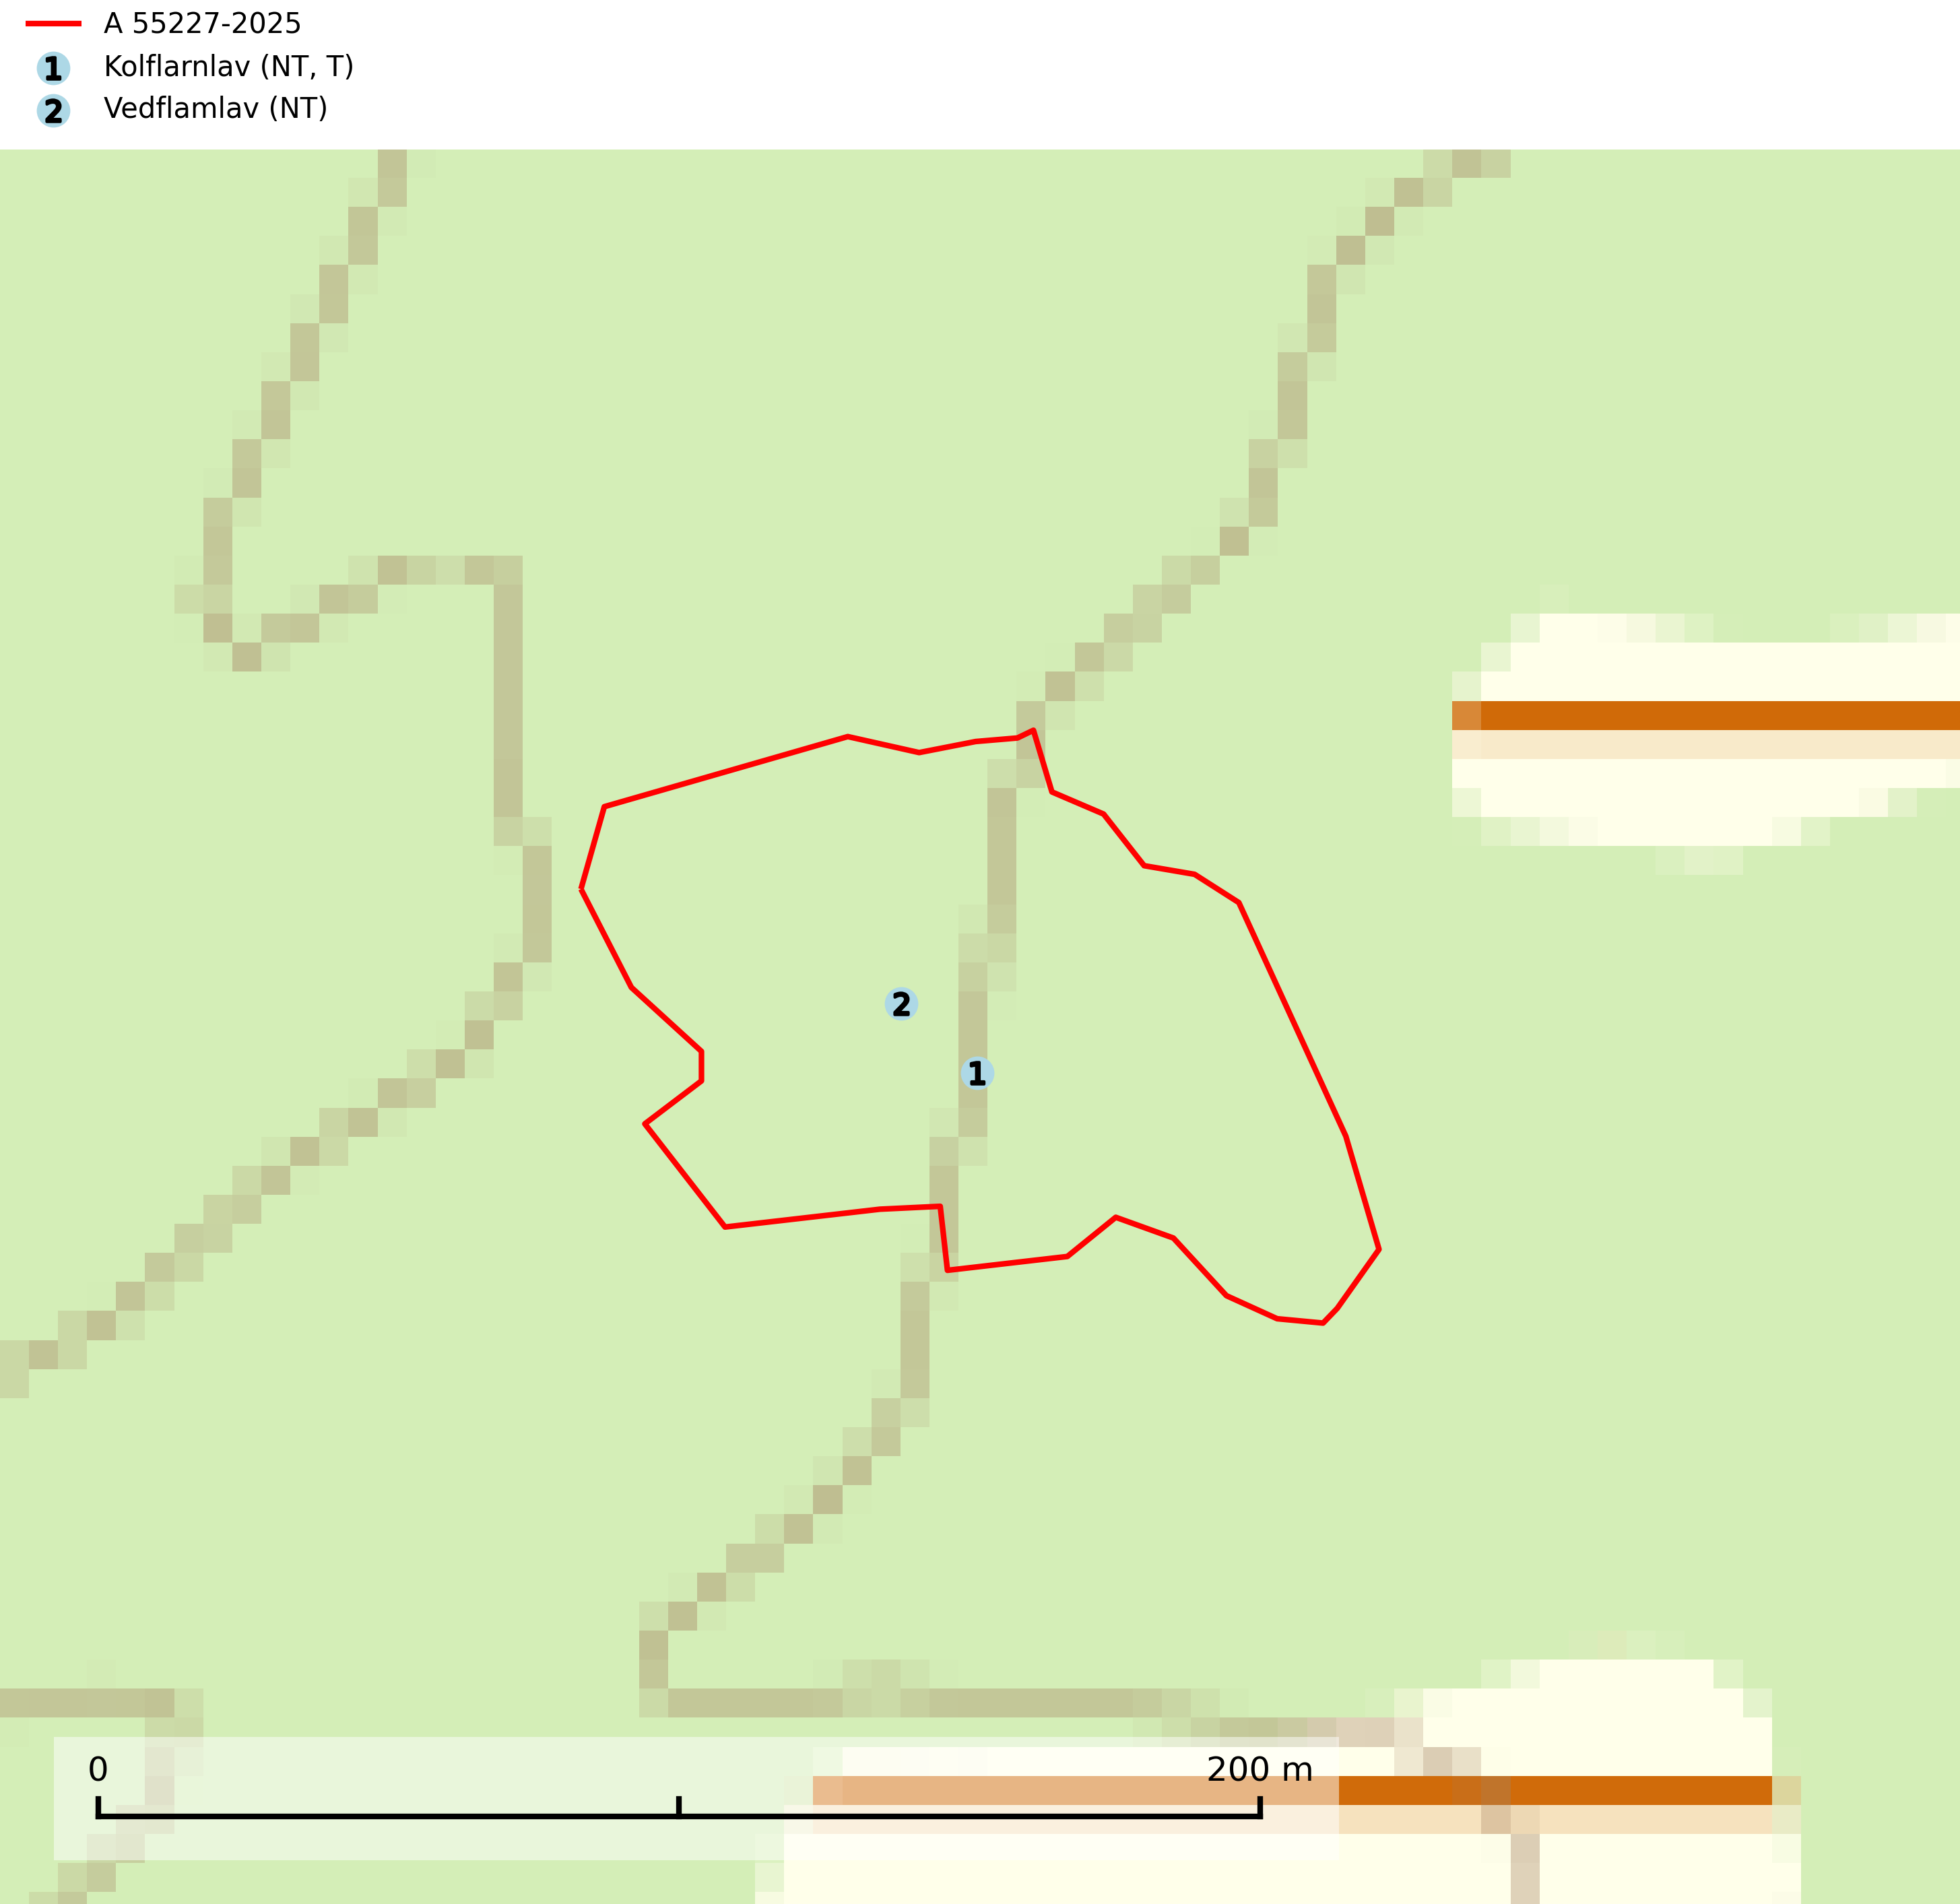 A 55227-2025
1 Kolflarnlav (NT, T)
2 Vedflamlav (NT)
2
1
0 200 m